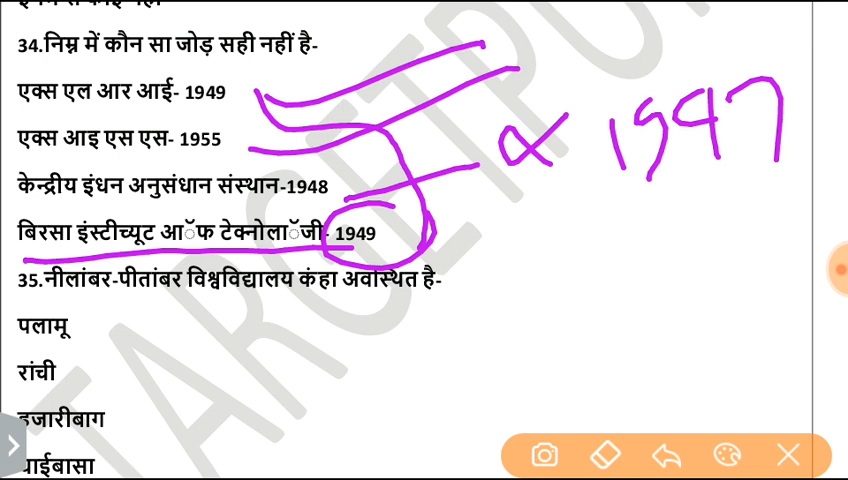 34.निम्न में कौन सा जोड़ सही नहीं है-
एक्स एल आर आई- 1949
एक्स आइ एस एस- 1955
1947
केन्द्रीय इंधन अनुसंधान संस्थान-1948
बिरसा इंस्टीच्यूट आॅफ टेक्नोलाॅजी- 1949
35.नीलांबर-पीतांबर विश्वविद्यालय कंहा अवस्थित है-
पलामू
रांची
हजारीबाग
चाईबासा
TARGETPO